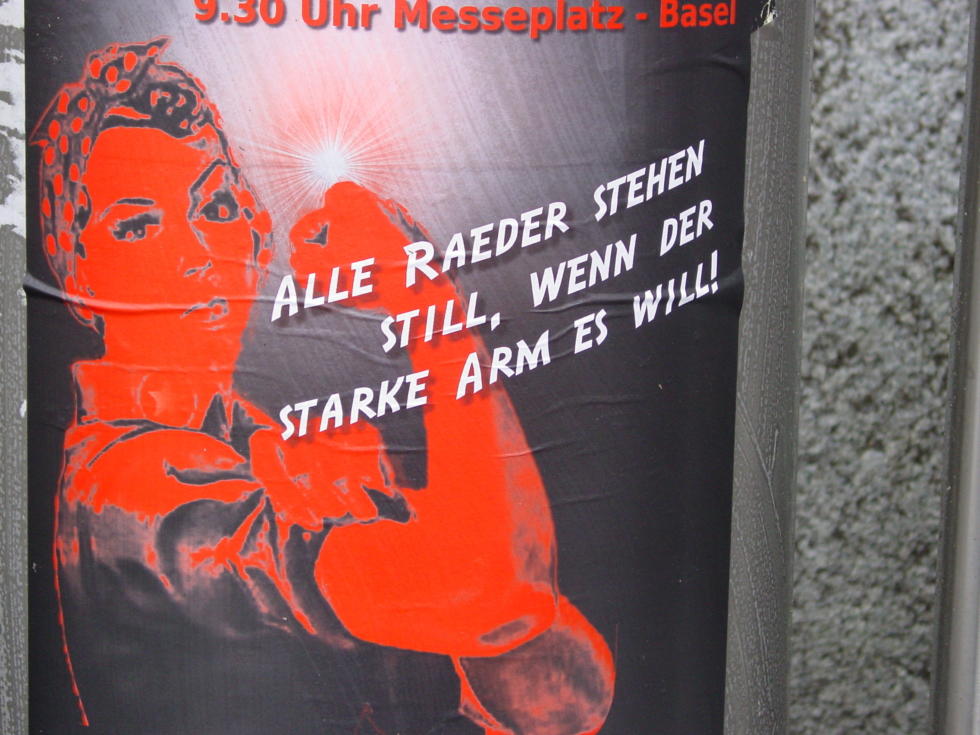 9.30 Uhr Messeplatz - Basel
ALLE RAEDER STEHEN
STILL, WENN DER
STARKE ARM ES WILL!